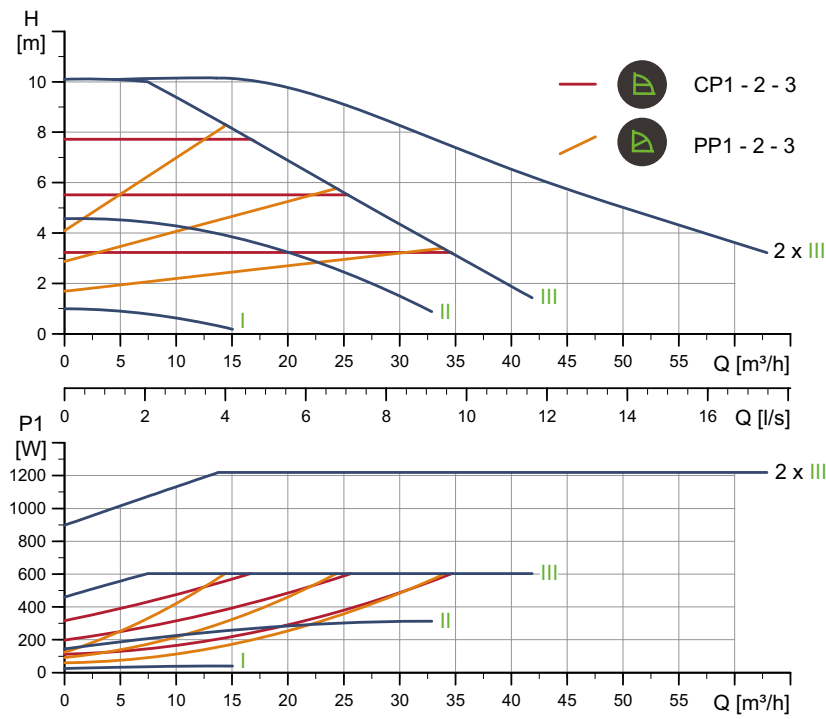 H
[m]
10
8
6
4
2
0
CP1 - 2 - 3
PP1 - 2 - 3
2 x III
III
II
I
0 5 10 15 20 25 30 35 40 45 50 55 Q [m³/h]
0 2 4 6 8 10 12 14 16 Q [l/s]
P1
[W]
1200
1000
800
600
400
200
0
2 x III
III
II
I
0 5 10 15 20 25 30 35 40 45 50 55 Q [m³/h]